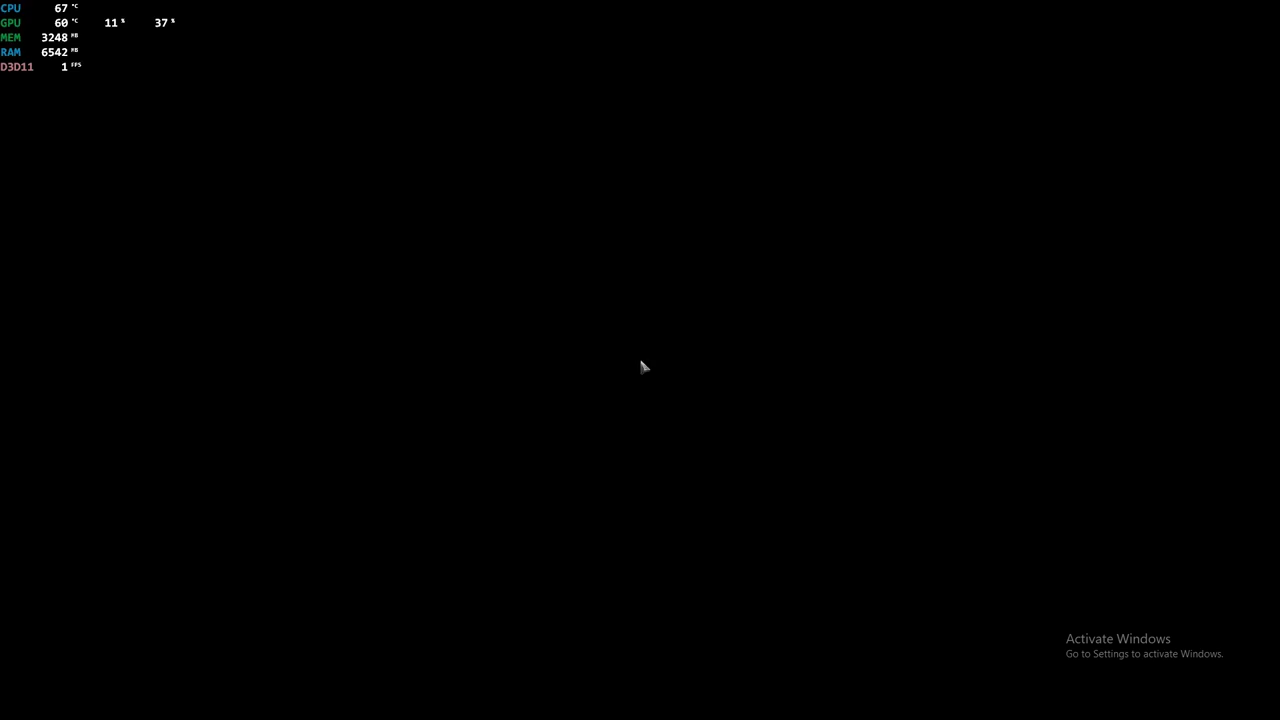 CPU 67 °C
GPU 60 °C 11 % 37 %
MEM 3248 MB
RAM 6542 MB
D3D11 1 FPS
Activate Windows
Go to Settings to activate Windows.